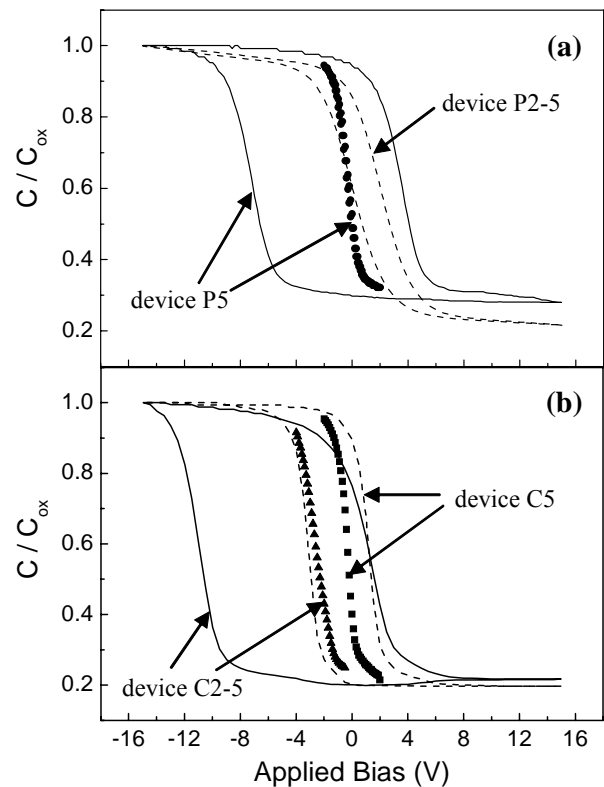 (a)
1.0
0.8
0.6
0.4
0.2
C / Cox
device P2-5
device P5
(b)
1.0
0.8
0.6
0.4
0.2
C / Cox
device C5
device C2-5
-16 -12 -8 -4 0 4 8 12 16
Applied Bias (V)